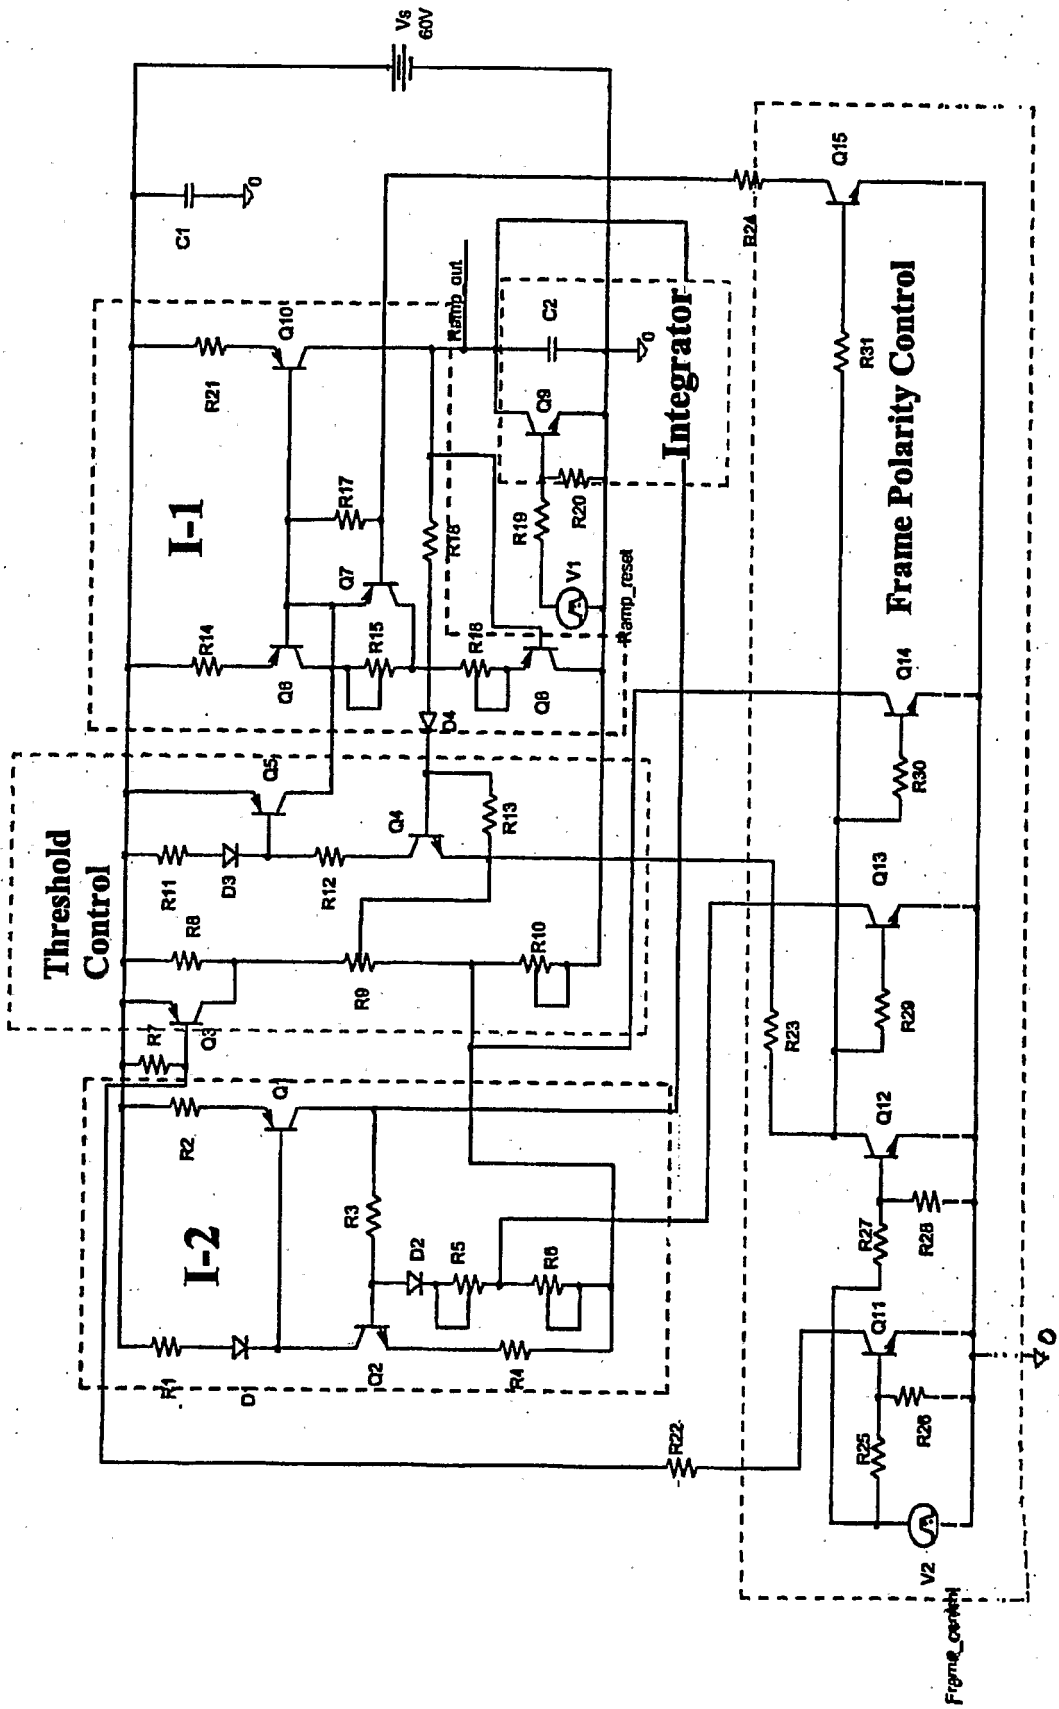 Vs
60V
C1
0
Q10
R21
I-1
R17
Q7
R14
Q6
R15
R18
Ramp_out
Integrator
C2
0
Q9
R19
R20
V1
Ramp_reset
R16
Q8
D4
Threshold
Control
Q5
Q4
R13
R11
D3
R12
R8
R9
R10
R7
Q3
I-2
R2
Q1
R3
D2
R5
R6
R1
D1
Q2
R4
R22
R23
R24
Q15
R31
Frame Polarity Control
Q14
R30
Q13
R29
Q12
R27
R28
Q11
R25
R26
V2
0